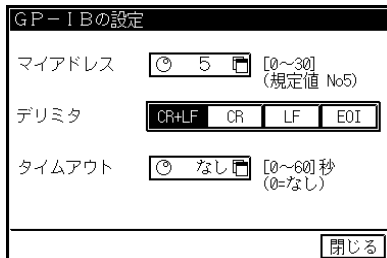 GP－IBの設定
マイアドレス 5 [0～30]
(規定値 No5)
デリミタ CR+LF CR LF EOI
タイムアウト なし [0～60]秒
(0=なし)
閉じる